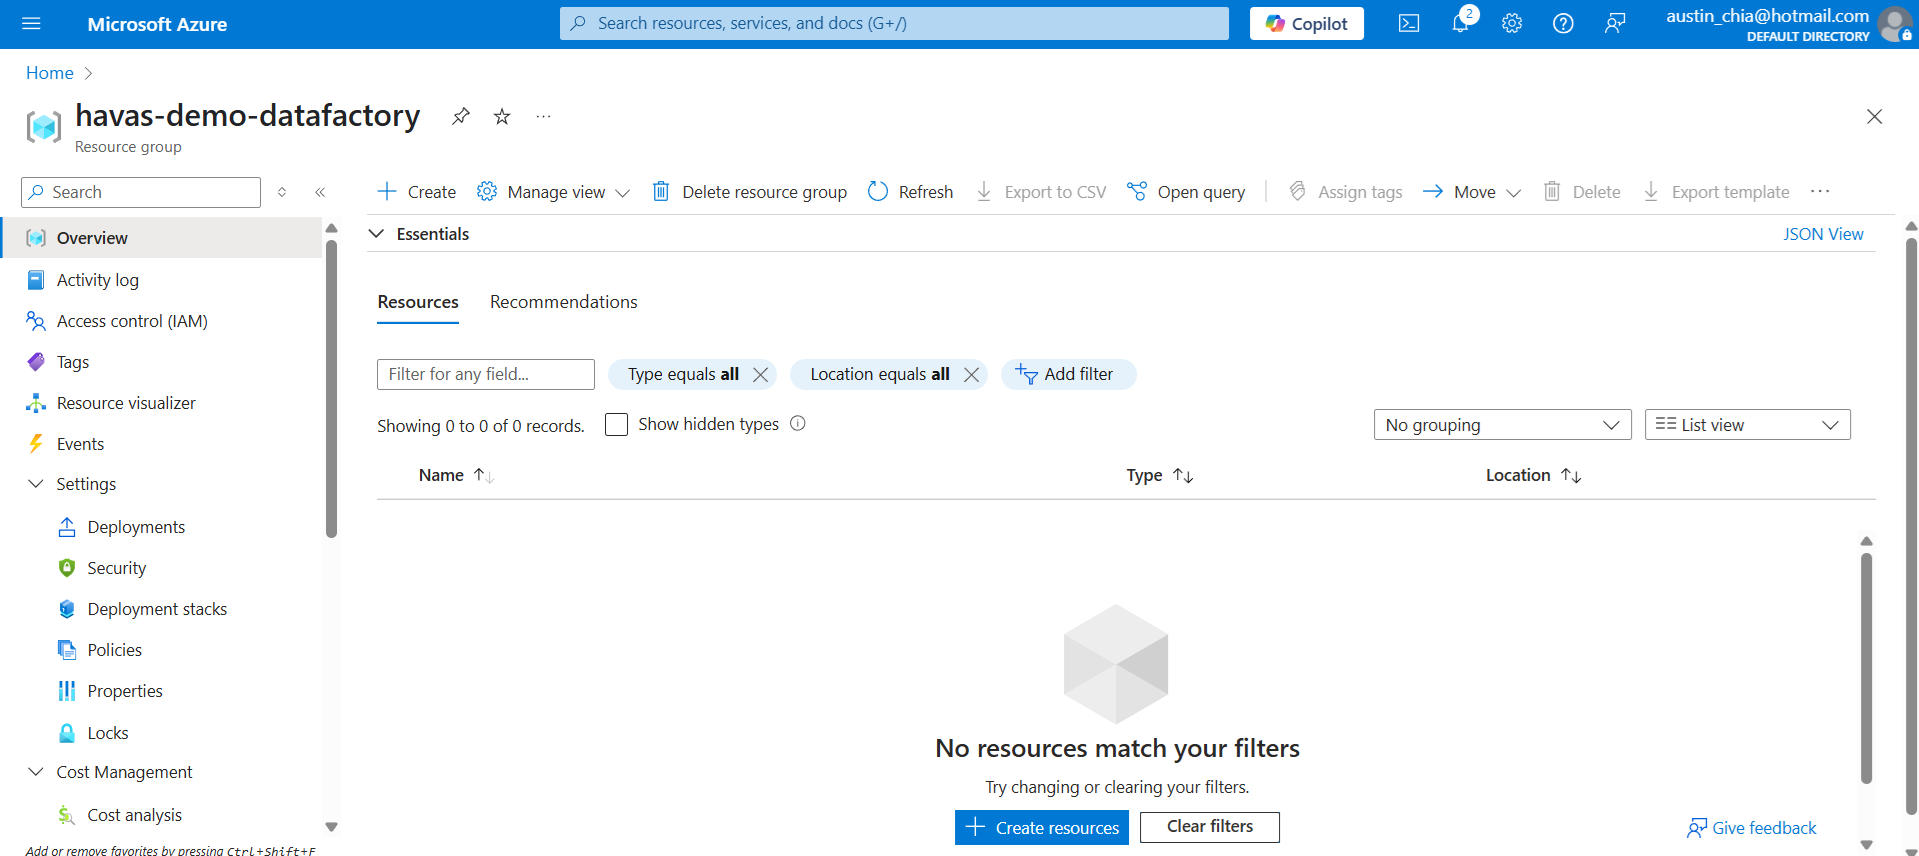 Microsoft Azure
Search resources, services, and docs (G+/)
Copilot
2
austin_chia@hotmail.com
DEFAULT DIRECTORY
Home
havas-demo-datafactory
Resource group
Search
Create
Manage view
Delete resource group
Refresh
Export to CSV
Open query
Assign tags
Move
Delete
Export template
Overview
Activity log
Access control (IAM)
Tags
Resource visualizer
Events
Settings
Deployments
Security
Deployment stacks
Policies
Properties
Locks
Cost Management
Cost analysis
Add or remove favorites by pressing Ctrl+Shift+F
Essentials
JSON View
Resources
Recommendations
Filter for any field...
Type equals all
Location equals all
Add filter
Showing 0 to 0 of 0 records.
Show hidden types
No grouping
List view
Name
Type
Location
No resources match your filters
Try changing or clearing your filters.
Create resources
Clear filters
Give feedback